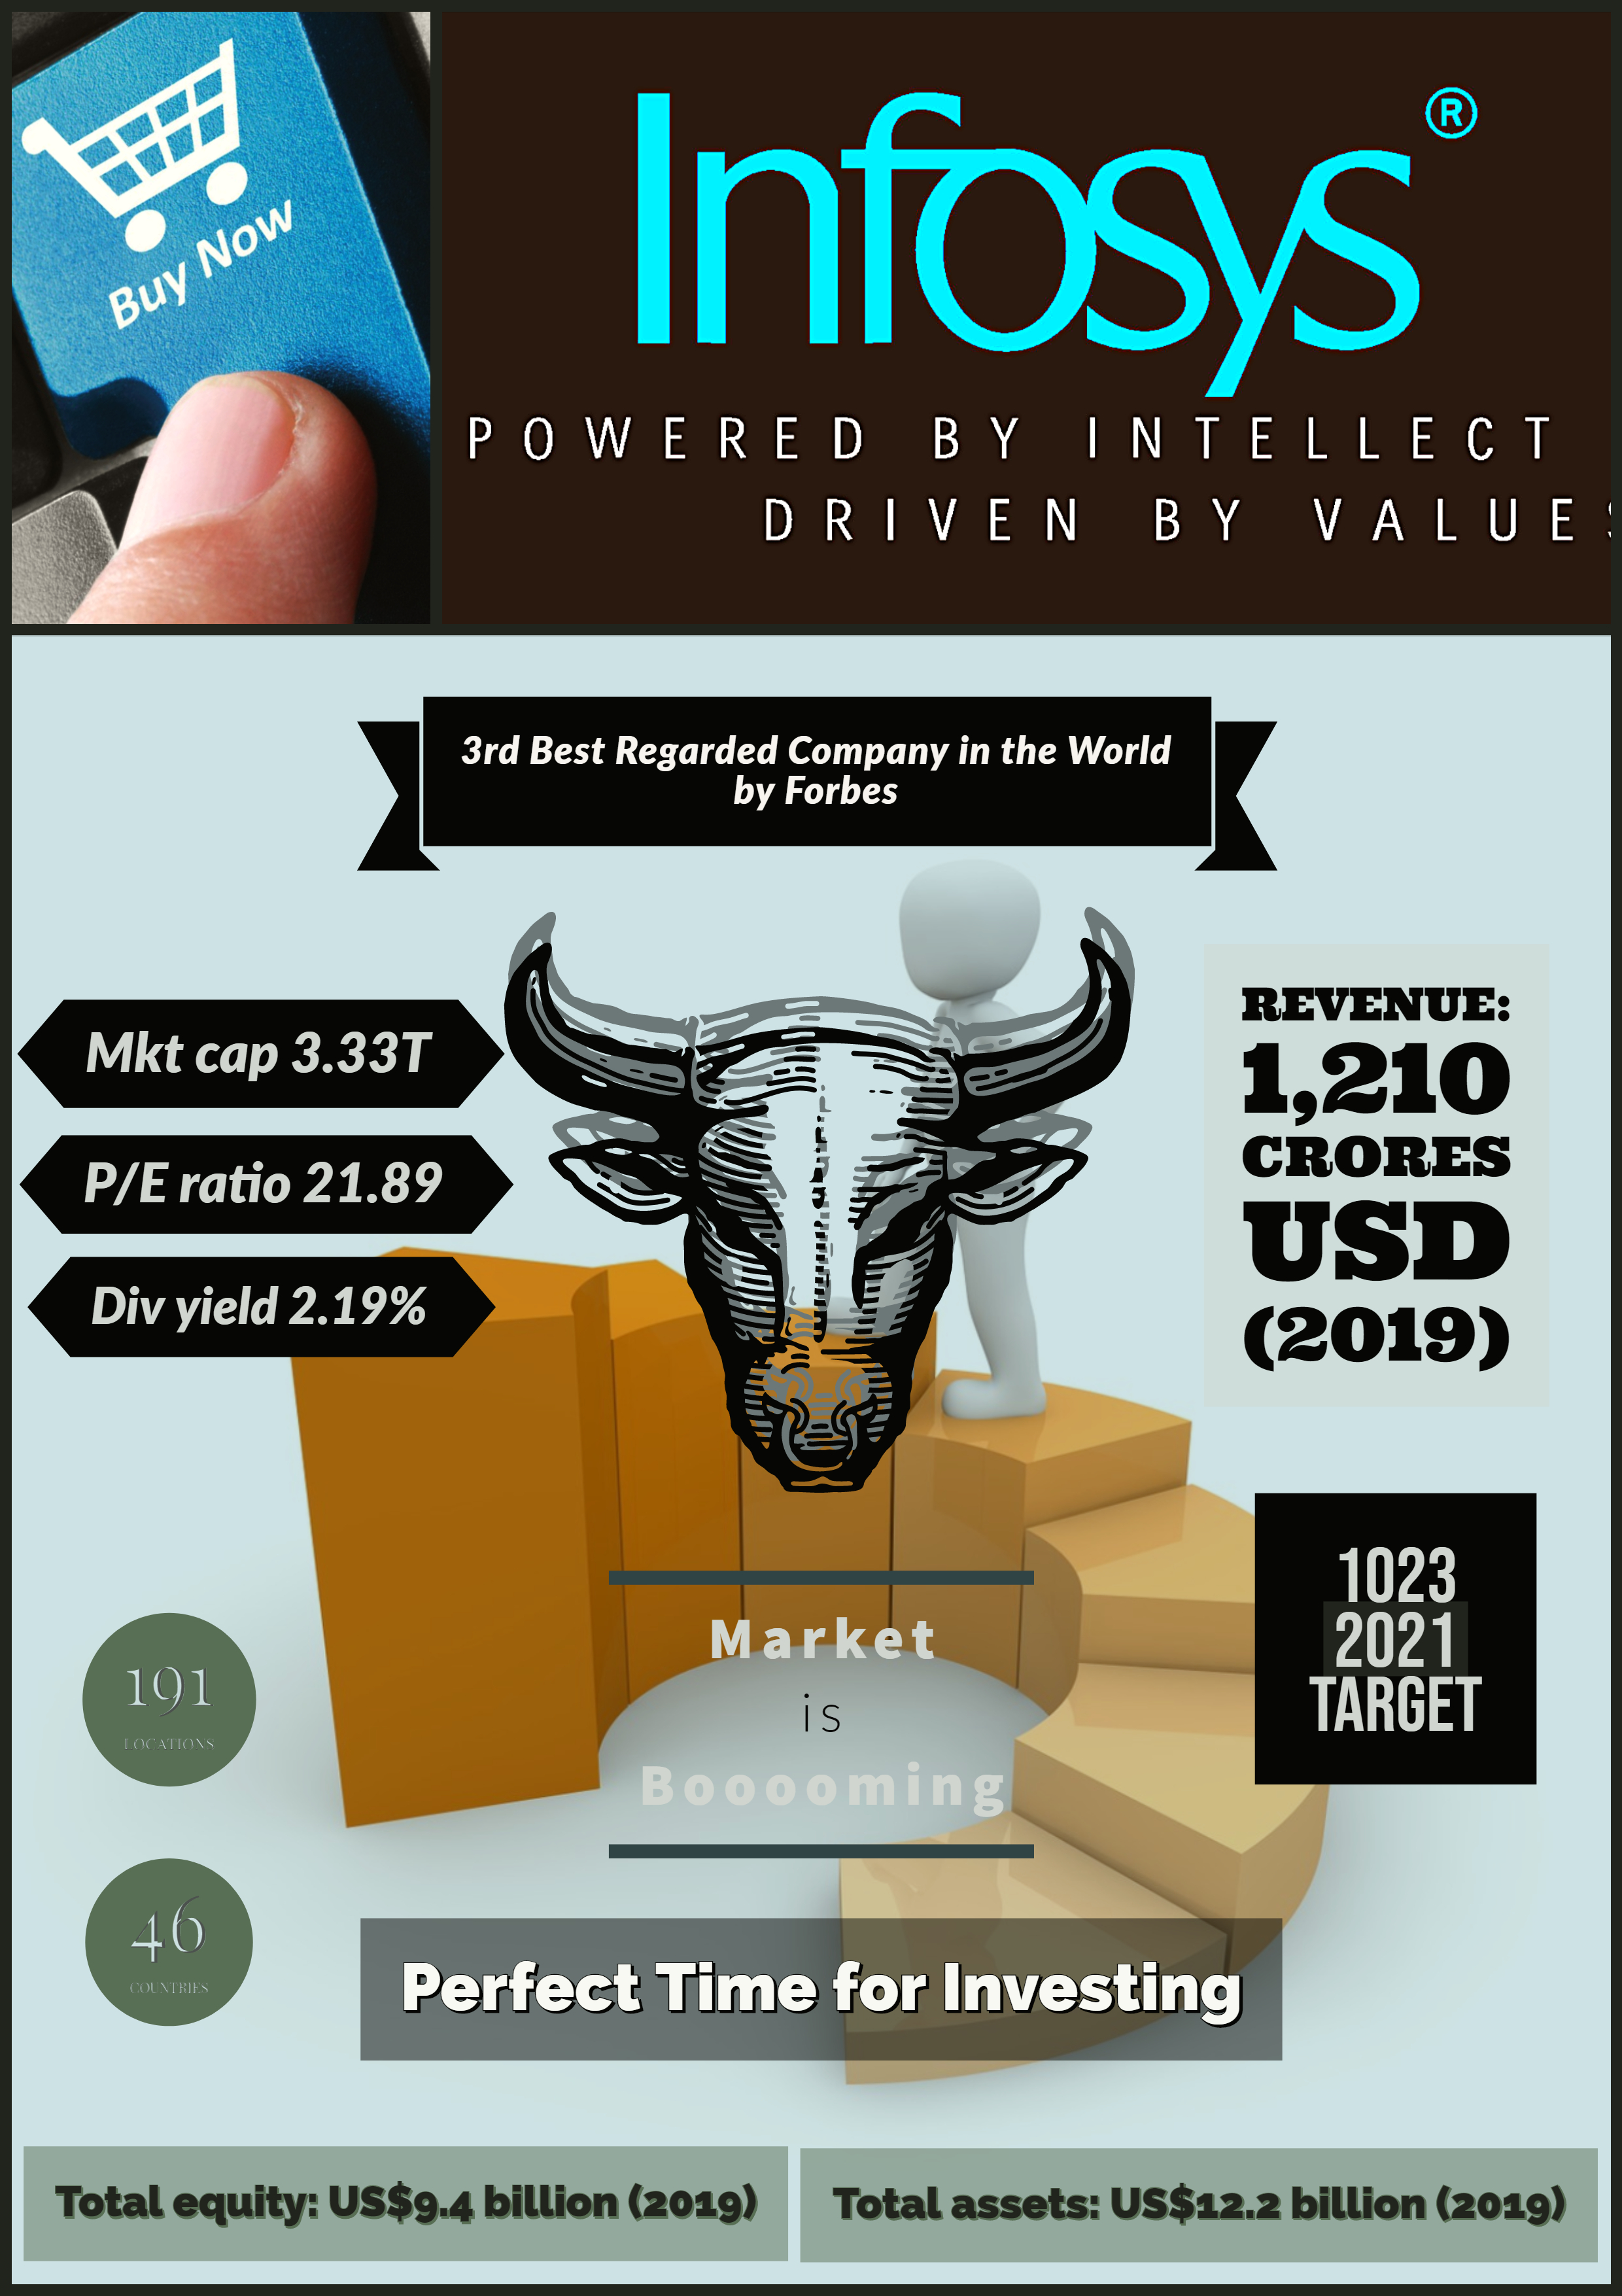 Buy Now
Infosys®
POWERED BY INTELLECT
DRIVEN BY VALUES
3rd Best Regarded Company in the World
by Forbes
Mkt cap 3.33T
P/E ratio 21.89
Div yield 2.19%
REVENUE:
1,210
CRORES
USD
(2019)
1023
2021
TARGET
Market
is
Booooming
191
LOCATIONS
46
COUNTRIES
Perfect Time for Investing
Total equity: US$9.4 billion (2019)
Total assets: US$12.2 billion (2019)